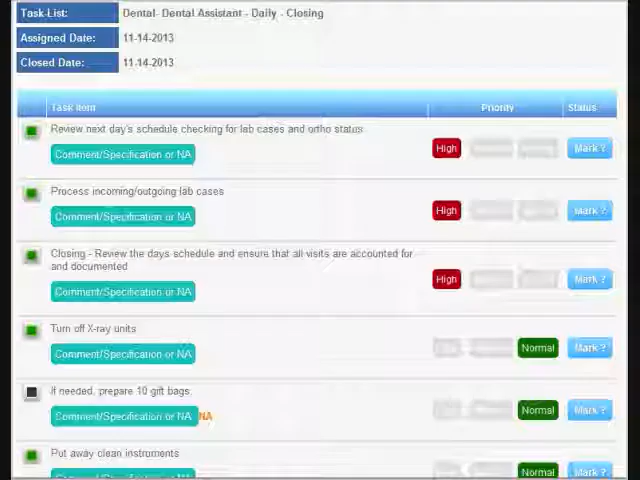 Task-List: Dental- Dental Assistant - Daily - Closing
Assigned Date: 11-14-2013
Closed Date: 11-14-2013
Task Item Priority Status
Review next day's schedule checking for lab cases and ortho status
High Mark ?
Comment/Specification or NA
Process incoming/outgoing lab cases
High Mark ?
Comment/Specification or NA
Closing - Review the days schedule and ensure that all visits are accounted for
and documented
High Mark ?
Comment/Specification or NA
Turn off X-ray units
Normal Mark ?
Comment/Specification or NA
If needed, prepare 10 gift bags.
Normal Mark ?
Comment/Specification or NA NA
Put away clean instruments
Normal Mark ?
Comment/Specification or NA